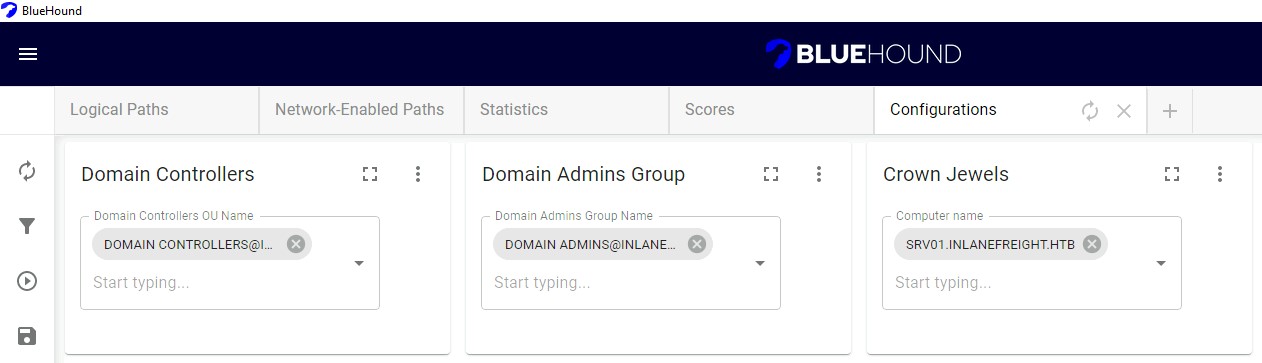 BlueHound
BLUEHOUND
Logical Paths
Network-Enabled Paths
Statistics
Scores
Configurations
Domain Controllers
Domain Admins Group
Crown Jewels
Domain Controllers OU Name
Domain Admins Group Name
Computer name
DOMAIN CONTROLLERS@I...
DOMAIN ADMINS@INLANE...
SRV01.INLANEFREIGHT.HTB
Start typing...
Start typing...
Start typing...